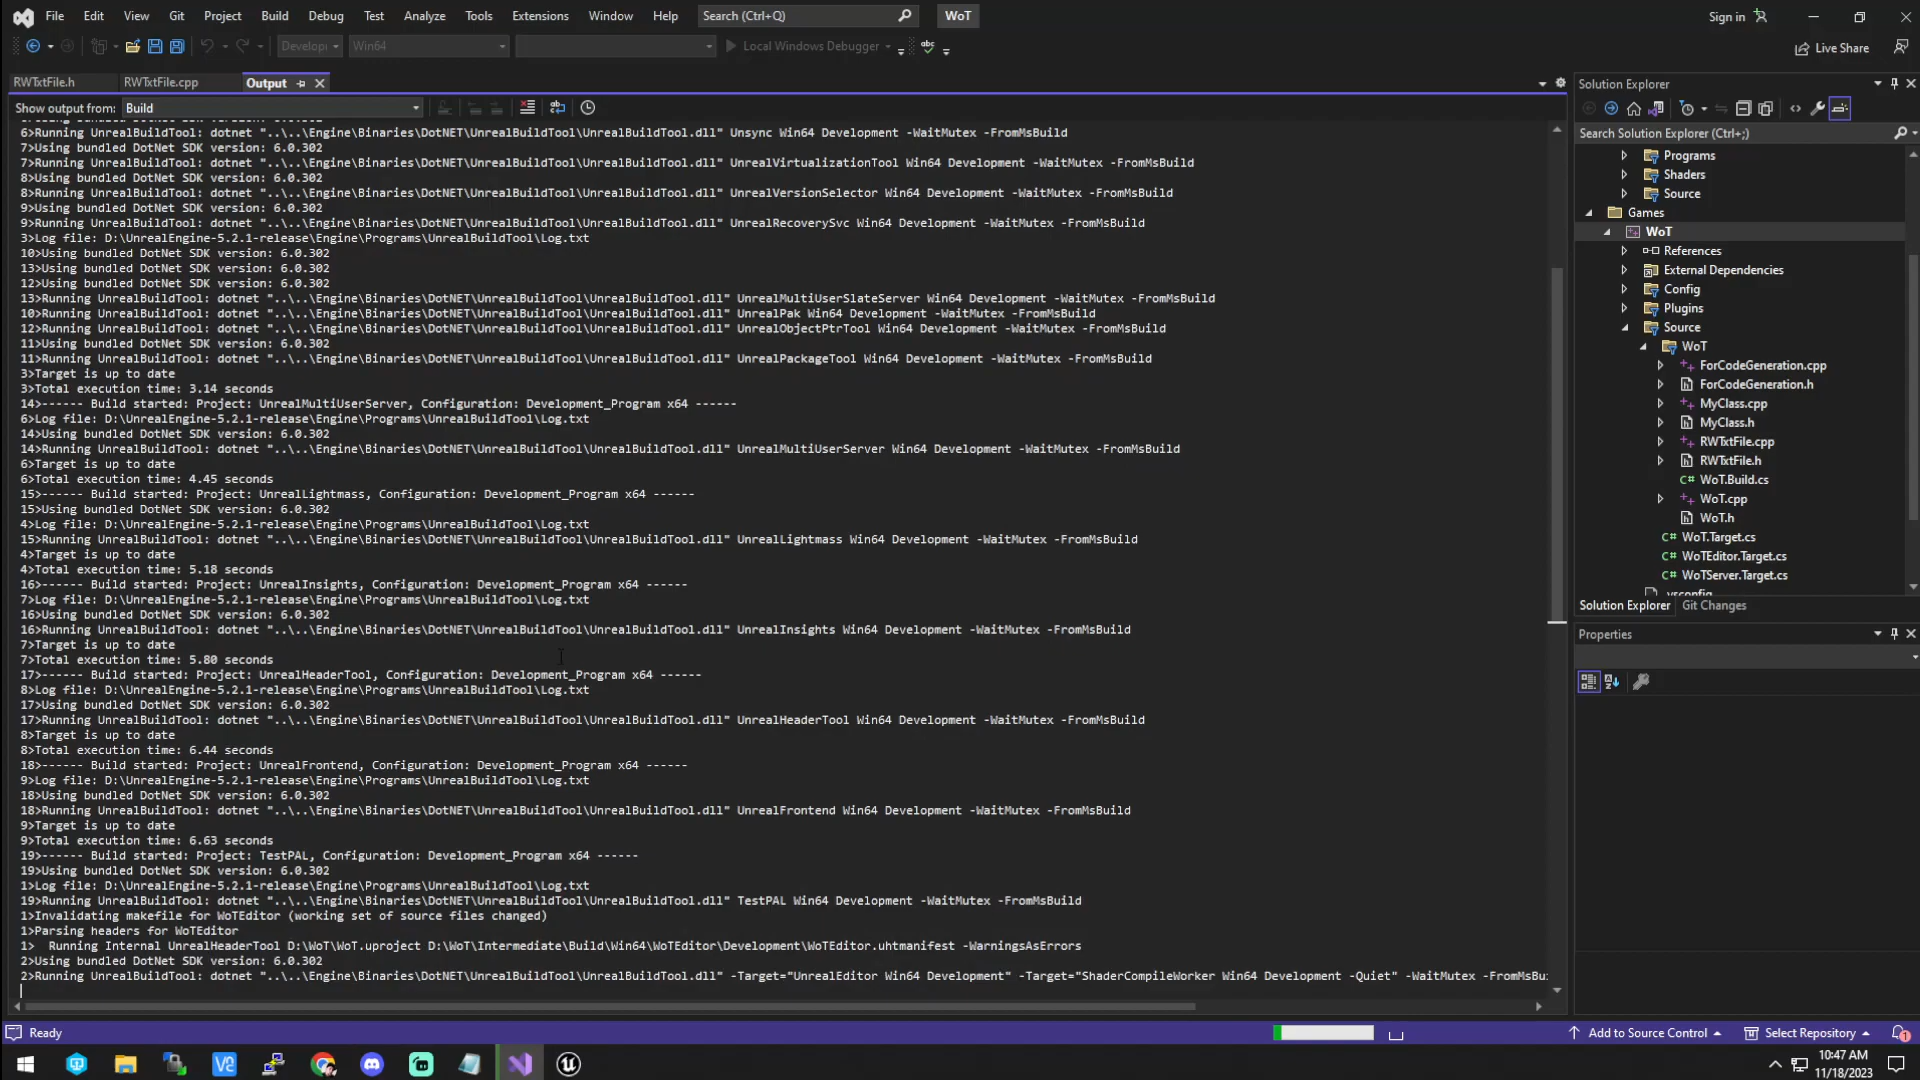 File Edit View Git Project Build Debug Test Analyze Tools Extensions Window Help Search (Ctrl+Q) WoT Sign in
Develop Win64 Local Windows Debugger Live Share
RWTxtFile.h RWTxtFile.cpp Output
Show output from: Build
6>Running UnrealBuildTool: dotnet "..\..\Engine\Binaries\DotNET\UnrealBuildTool\UnrealBuildTool.dll" Unsync Win64 Development -WaitMutex -FromMsBuild
7>Using bundled DotNet SDK version: 6.0.302
7>Running UnrealBuildTool: dotnet "..\..\Engine\Binaries\DotNET\UnrealBuildTool\UnrealBuildTool.dll" UnrealVirtualizationTool Win64 Development -WaitMutex -FromMsBuild
8>Using bundled DotNet SDK version: 6.0.302
8>Running UnrealBuildTool: dotnet "..\..\Engine\Binaries\DotNET\UnrealBuildTool\UnrealBuildTool.dll" UnrealVersionSelector Win64 Development -WaitMutex -FromMsBuild
9>Using bundled DotNet SDK version: 6.0.302
9>Running UnrealBuildTool: dotnet "..\..\Engine\Binaries\DotNET\UnrealBuildTool\UnrealBuildTool.dll" UnrealRecoverySvc Win64 Development -WaitMutex -FromMsBuild
3>Log file: D:\UnrealEngine-5.2.1-release\Engine\Programs\UnrealBuildTool\Log.txt
10>Using bundled DotNet SDK version: 6.0.302
13>Using bundled DotNet SDK version: 6.0.302
12>Using bundled DotNet SDK version: 6.0.302
13>Running UnrealBuildTool: dotnet "..\..\Engine\Binaries\DotNET\UnrealBuildTool\UnrealBuildTool.dll" UnrealMultiUserSlateServer Win64 Development -WaitMutex -FromMsBuild
10>Running UnrealBuildTool: dotnet "..\..\Engine\Binaries\DotNET\UnrealBuildTool\UnrealBuildTool.dll" UnrealPak Win64 Development -WaitMutex -FromMsBuild
12>Running UnrealBuildTool: dotnet "..\..\Engine\Binaries\DotNET\UnrealBuildTool\UnrealBuildTool.dll" UnrealObjectPtrTool Win64 Development -WaitMutex -FromMsBuild
11>Using bundled DotNet SDK version: 6.0.302
11>Running UnrealBuildTool: dotnet "..\..\Engine\Binaries\DotNET\UnrealBuildTool\UnrealBuildTool.dll" UnrealPackageTool Win64 Development -WaitMutex -FromMsBuild
3>Target is up to date
3>Total execution time: 3.14 seconds
14>------ Build started: Project: UnrealMultiUserServer, Configuration: Development_Program x64 ------
6>Log file: D:\UnrealEngine-5.2.1-release\Engine\Programs\UnrealBuildTool\Log.txt
14>Using bundled DotNet SDK version: 6.0.302
14>Running UnrealBuildTool: dotnet "..\..\Engine\Binaries\DotNET\UnrealBuildTool\UnrealBuildTool.dll" UnrealMultiUserServer Win64 Development -WaitMutex -FromMsBuild
6>Target is up to date
6>Total execution time: 4.45 seconds
15>------ Build started: Project: UnrealLightmass, Configuration: Development_Program x64 ------
15>Using bundled DotNet SDK version: 6.0.302
4>Log file: D:\UnrealEngine-5.2.1-release\Engine\Programs\UnrealBuildTool\Log.txt
15>Running UnrealBuildTool: dotnet "..\..\Engine\Binaries\DotNET\UnrealBuildTool\UnrealBuildTool.dll" UnrealLightmass Win64 Development -WaitMutex -FromMsBuild
4>Target is up to date
4>Total execution time: 5.18 seconds
16>------ Build started: Project: UnrealInsights, Configuration: Development_Program x64 ------
7>Log file: D:\UnrealEngine-5.2.1-release\Engine\Programs\UnrealBuildTool\Log.txt
16>Using bundled DotNet SDK version: 6.0.302
16>Running UnrealBuildTool: dotnet "..\..\Engine\Binaries\DotNET\UnrealBuildTool\UnrealBuildTool.dll" UnrealInsights Win64 Development -WaitMutex -FromMsBuild
7>Target is up to date
7>Total execution time: 5.80 seconds
17>------ Build started: Project: UnrealHeaderTool, Configuration: Development_Program x64 ------
8>Log file: D:\UnrealEngine-5.2.1-release\Engine\Programs\UnrealBuildTool\Log.txt
17>Using bundled DotNet SDK version: 6.0.302
17>Running UnrealBuildTool: dotnet "..\..\Engine\Binaries\DotNET\UnrealBuildTool\UnrealBuildTool.dll" UnrealHeaderTool Win64 Development -WaitMutex -FromMsBuild
8>Target is up to date
8>Total execution time: 6.44 seconds
18>------ Build started: Project: UnrealFrontend, Configuration: Development_Program x64 ------
9>Log file: D:\UnrealEngine-5.2.1-release\Engine\Programs\UnrealBuildTool\Log.txt
18>Using bundled DotNet SDK version: 6.0.302
18>Running UnrealBuildTool: dotnet "..\..\Engine\Binaries\DotNET\UnrealBuildTool\UnrealBuildTool.dll" UnrealFrontend Win64 Development -WaitMutex -FromMsBuild
9>Target is up to date
9>Total execution time: 6.63 seconds
19>------ Build started: Project: TestPAL, Configuration: Development_Program x64 ------
19>Using bundled DotNet SDK version: 6.0.302
1>Log file: D:\UnrealEngine-5.2.1-release\Engine\Programs\UnrealBuildTool\Log.txt
19>Running UnrealBuildTool: dotnet "..\..\Engine\Binaries\DotNET\UnrealBuildTool\UnrealBuildTool.dll" TestPAL Win64 Development -WaitMutex -FromMsBuild
1>Invalidating makefile for WoTEditor (working set of source files changed)
1>Parsing headers for WoTEditor
1>  Running Internal UnrealHeaderTool D:\WoT\WoT.uproject D:\WoT\Intermediate\Build\Win64\WoTEditor\Development\WoTEditor.uhtmanifest -WarningsAsErrors
2>Using bundled DotNet SDK version: 6.0.302
2>Running UnrealBuildTool: dotnet "..\..\Engine\Binaries\DotNET\UnrealBuildTool\UnrealBuildTool.dll" -Target="UnrealEditor Win64 Development" -Target="ShaderCompileWorker Win64 Development -Quiet" -WaitMutex -FromMsBu
Solution Explorer
Search Solution Explorer (Ctrl+;)
Programs
Shaders
Source
Games
WoT
References
External Dependencies
Config
Plugins
Source
WoT
ForCodeGeneration.cpp
ForCodeGeneration.h
MyClass.cpp
MyClass.h
RWTxtFile.cpp
RWTxtFile.h
WoT.Build.cs
WoT.cpp
WoT.h
WoT.Target.cs
WoTEditor.Target.cs
WoTServer.Target.cs
Solution Explorer Git Changes
Properties
Ready Add to Source Control Select Repository 1
10:47 AM
11/18/2023